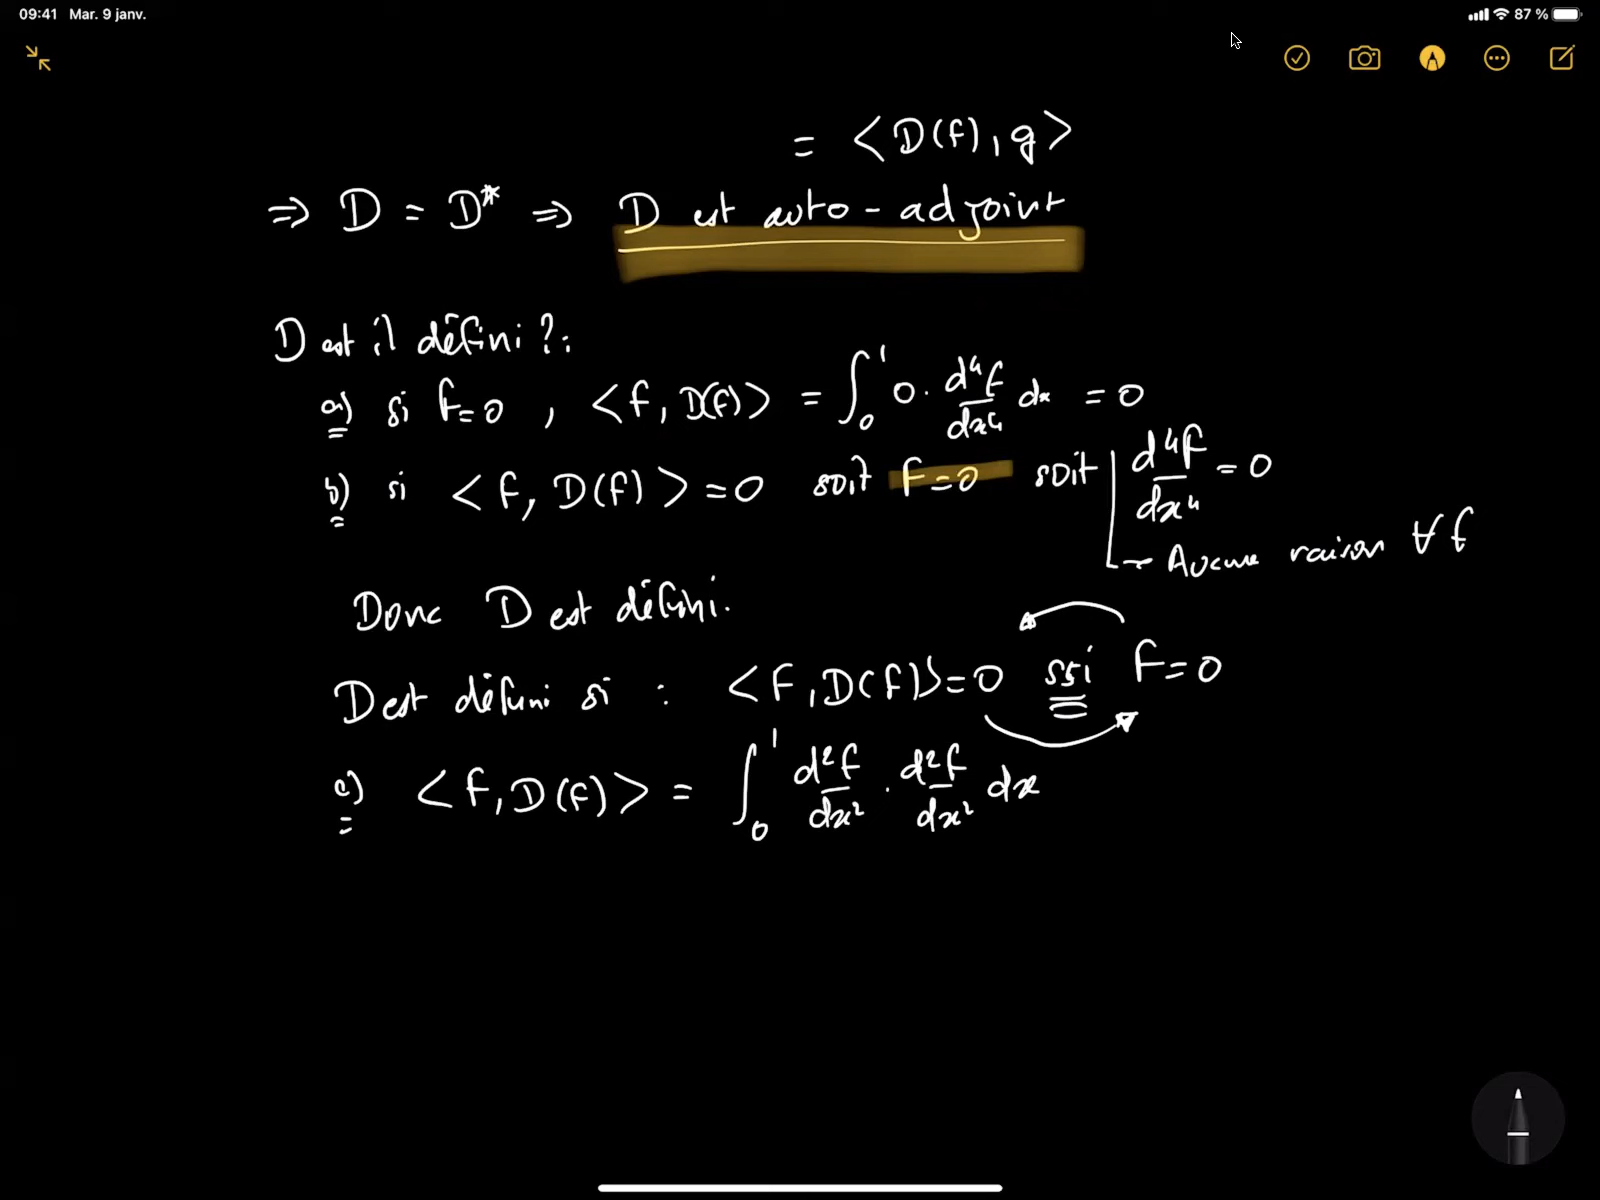 09:41 Mar. 9 janv. 87 %
= <D(f), g>
⇒ D = D* ⇒ D est auto-adjoint
D est il défini ? :
a) si f=0 , <f, D(f)> = ∫₀¹ 0 . d⁴f/dx⁴ dx = 0
b) si <f, D(f)> = 0 soit f=0 soit d⁴f/dx⁴ = 0
→ Aucune raison ∀ f
Donc D est défini.
D est défini si : <f, D(f)> = 0 ssi f = 0
c) <f, D(f)> = ∫₀¹ d²f/dx² . d²f/dx² dx